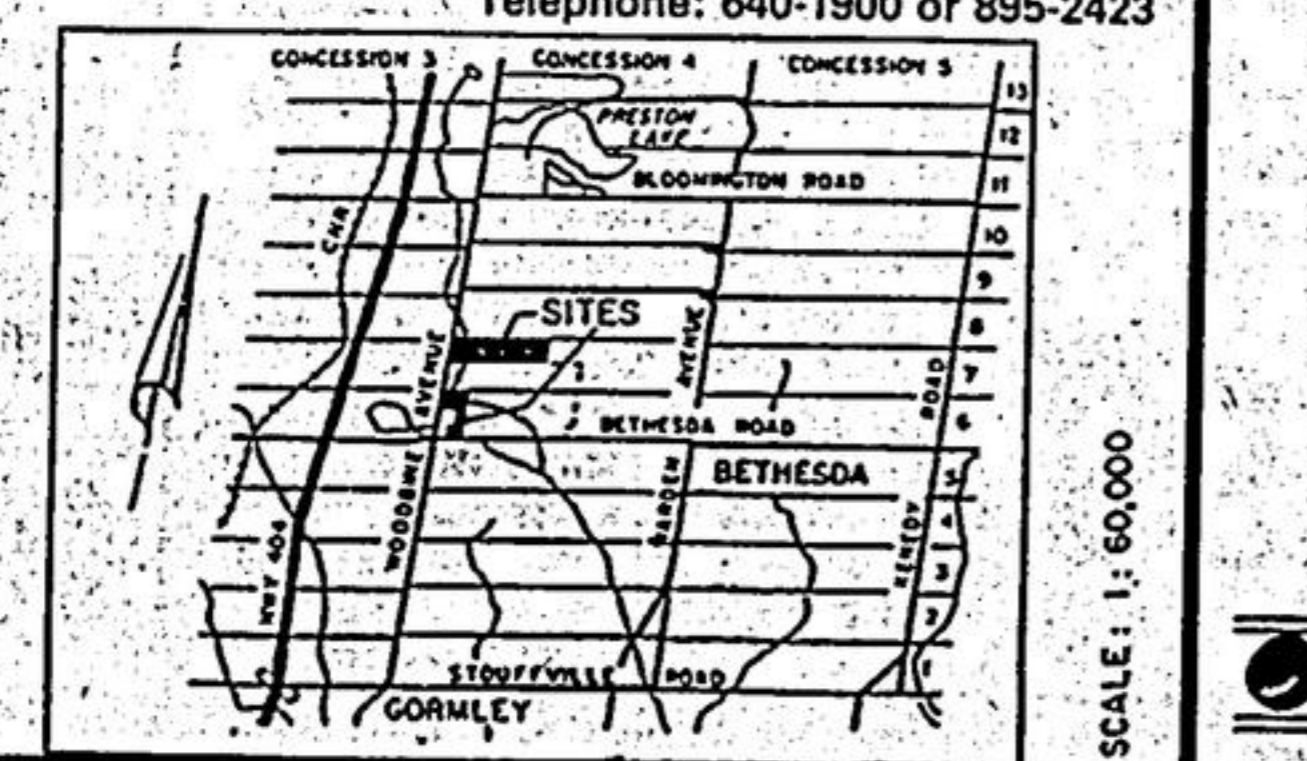 Telephone: 640-1900 or 895-2423
CONCESSION 3
CONCESSION 4
CONCESSION 5
13
PRESTON
LAKE
12
BLOOMINGTON ROAD
11
CNR
10
9
SITES
8
AVENUE
AVENUE
7
ROAD
6
BETHESDA ROAD
BETHESDA
5
WOODBINE
WARDEN
4
HWY 404
KENEDY
3
2
STOUFFVILLE ROAD
1
GORMLEY
SCALE: 1: 60,000